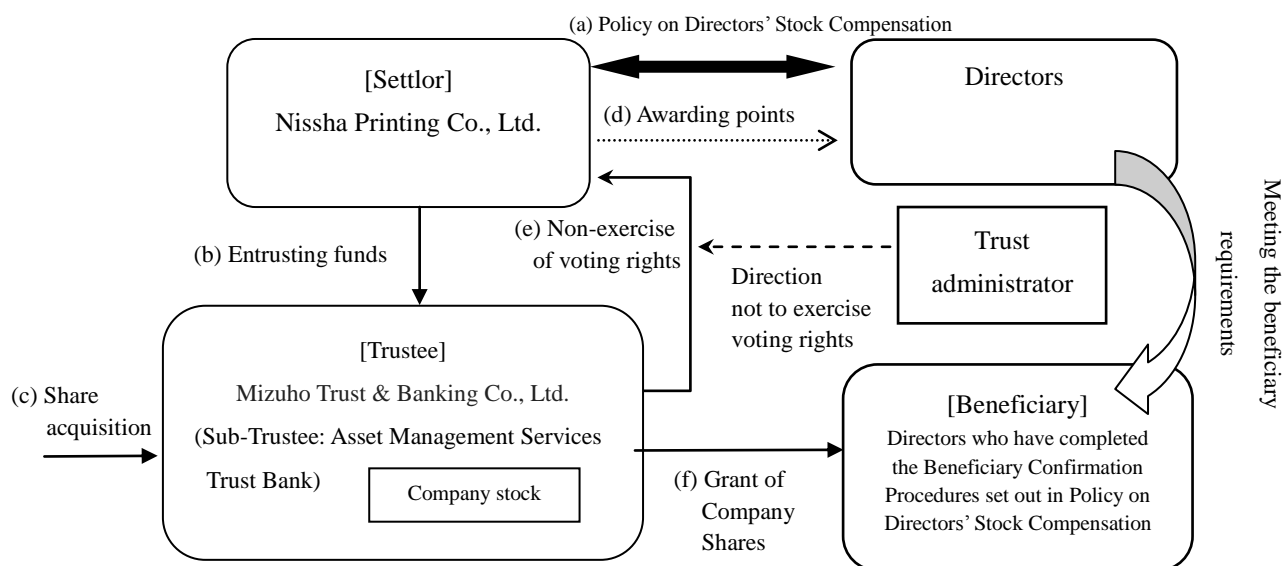 (a) Policy on Directors' Stock Compensation
[Settlor]
Nissha Printing Co., Ltd.
Directors
(d) Awarding points
(b) Entrusting funds
(e) Non-exercise
of voting rights
Trust
administrator
Direction
not to exercise
voting rights
Meeting the beneficiary
requirements
[Trustee]
Mizuho Trust & Banking Co., Ltd.
(Sub-Trustee: Asset Management Services
Trust Bank)
Company stock
(c) Share
acquisition
(f) Grant of
Company
Shares
[Beneficiary]
Directors who have completed
the Beneficiary Confirmation
Procedures set out in Policy on
Directors' Stock Compensation